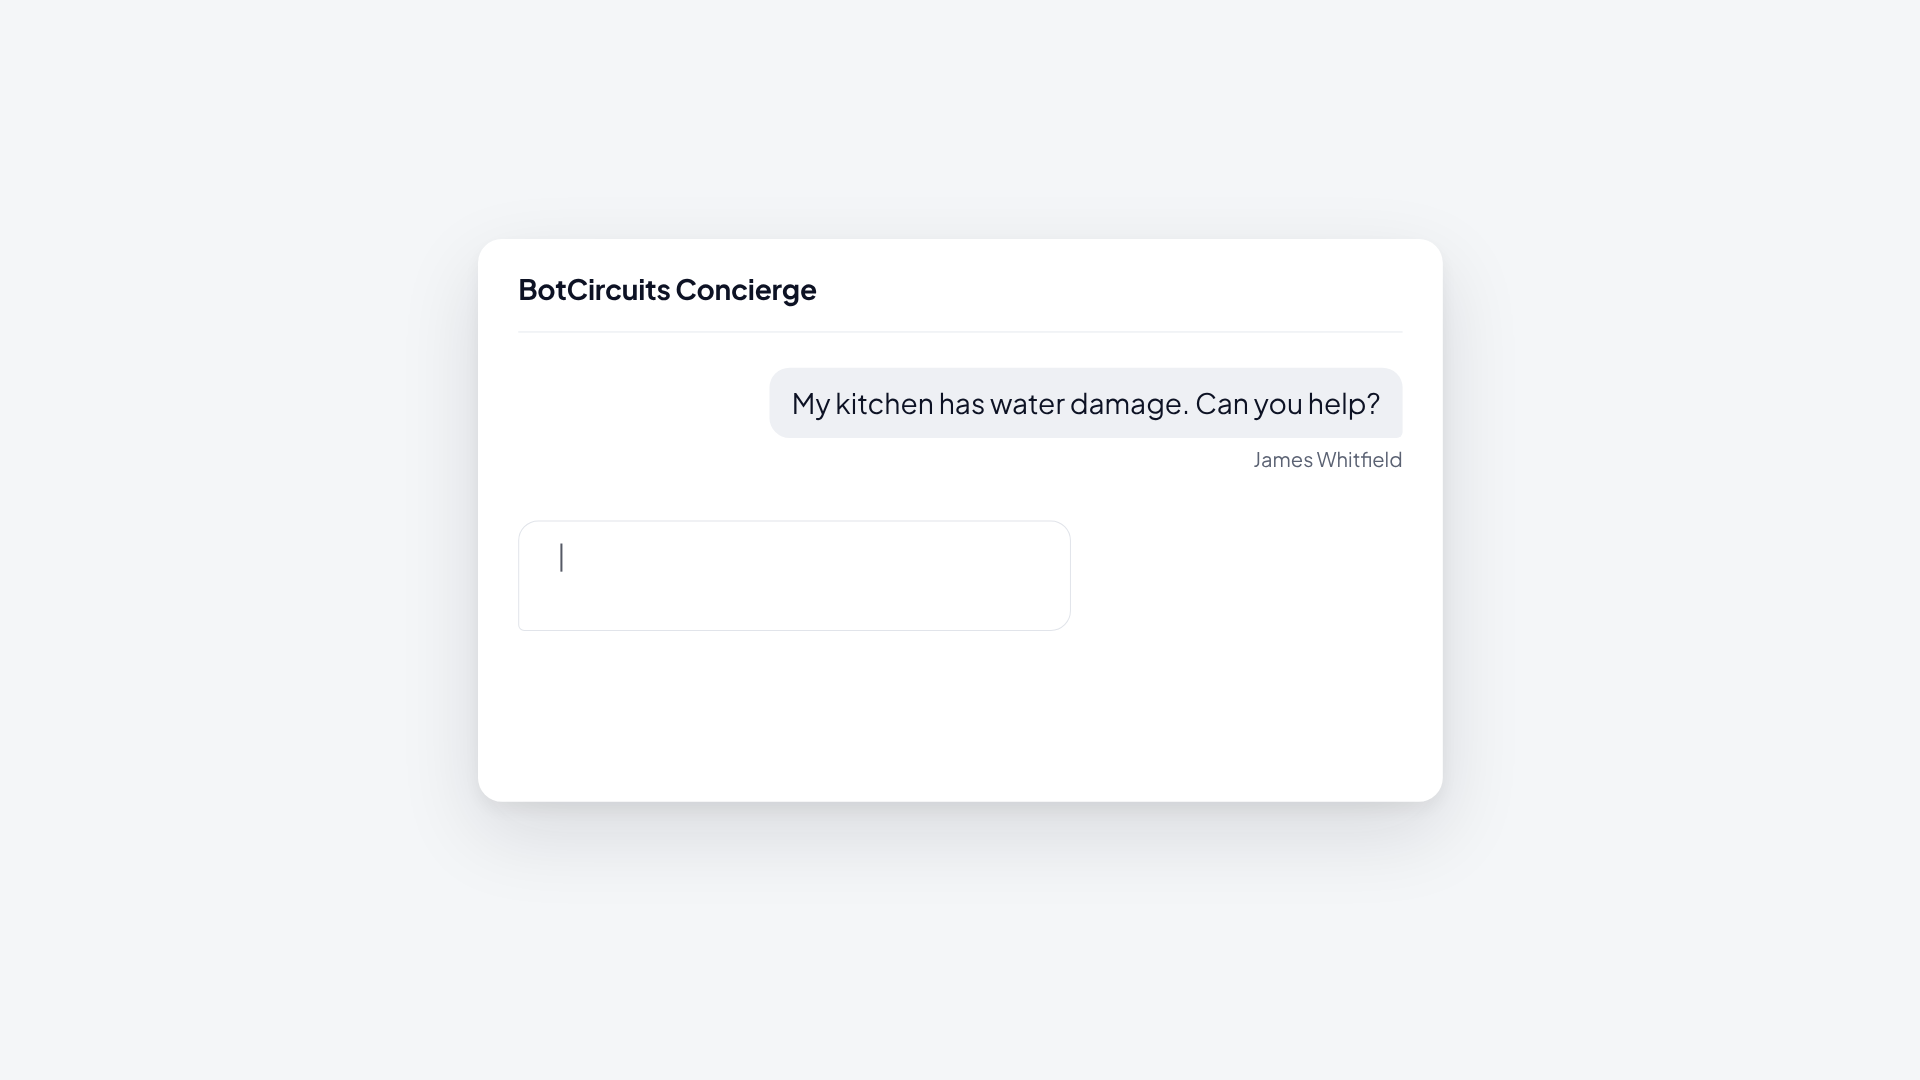 BotCircuits Concierge
My kitchen has water damage. Can you help?
James Whitfield